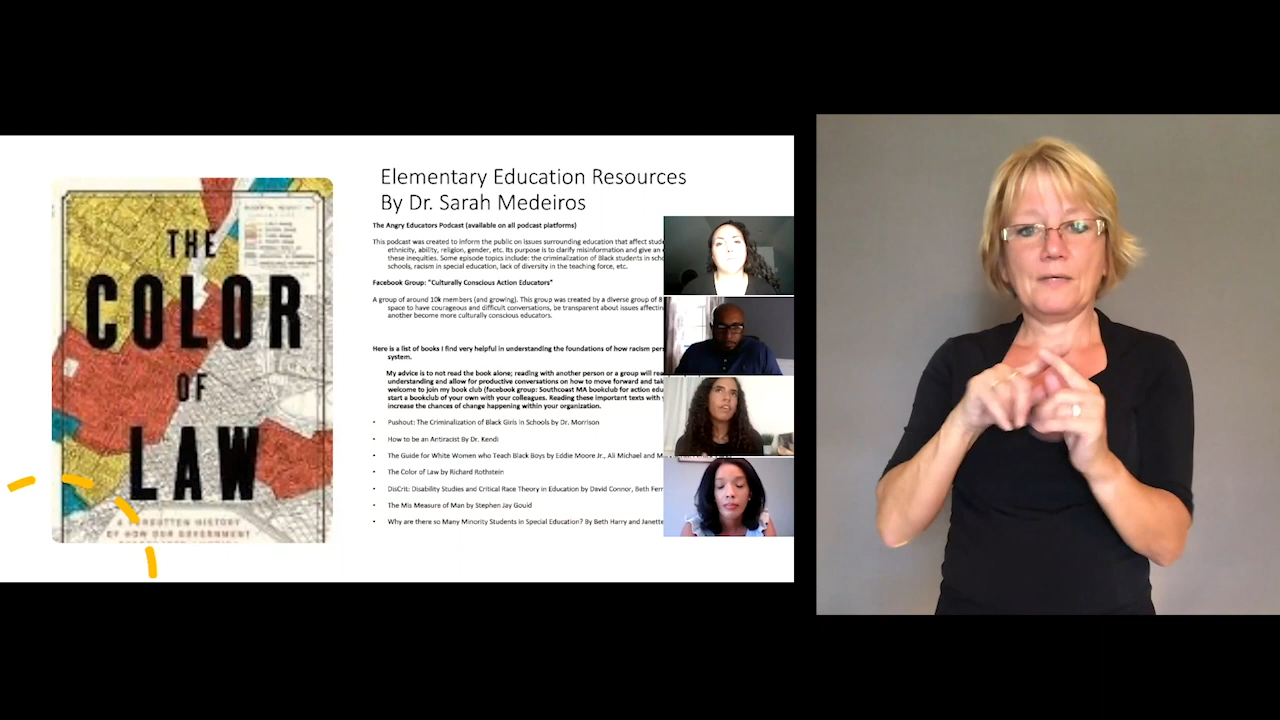 THE
COLOR
OF
LAW
A FORGOTTEN HISTORY
OF HOW OUR GOVERNMENT
Elementary Education Resources
By Dr. Sarah Medeiros
The Angry Educators Podcast (available on all podcast platforms)
This podcast was created to inform the public on issues surrounding education that affect
ethnicity, ability, religion, gender, etc. Its purpose is to clarify misinformation and give an
these inequities. Some episode topics include: the criminalization of Black students in
schools, racism in special education, lack of diversity in the teaching force, etc.
Facebook Group: "Culturally Conscious Action Educators"
A group of around 10k members (and growing). This group was created by a diverse group of 8
space to have courageous and difficult conversations, be transparent about issues
another become more culturally conscious educators.
Here is a list of books I find very helpful in understanding the foundations of how racism
system.
My advice is to not read the book alone; reading with another person or a group will
understanding and allow for productive conversations on how to move forward and
welcome to join my book club (facebook group: Southcoast MA bookclub for action
start a bookclub of your own with your colleagues. Reading these important texts with
increase the chances of change happening within your organization.
• Pushout: The Criminalization of Black Girls in Schools by Dr. Morrison
• How to be an Antiracist By Dr. Kendi
• The Guide for White Women who Teach Black Boys by Eddie Moore Jr., Ali Michael and
• The Color of Law by Richard Rothstein
• DisCrit: Disability Studies and Critical Race Theory in Education by David Connor, Beth
• The Mis Measure of Man by Stephen Jay Gould
• Why are there so Many Minority Students in Special Education? By Beth Harry and Janette